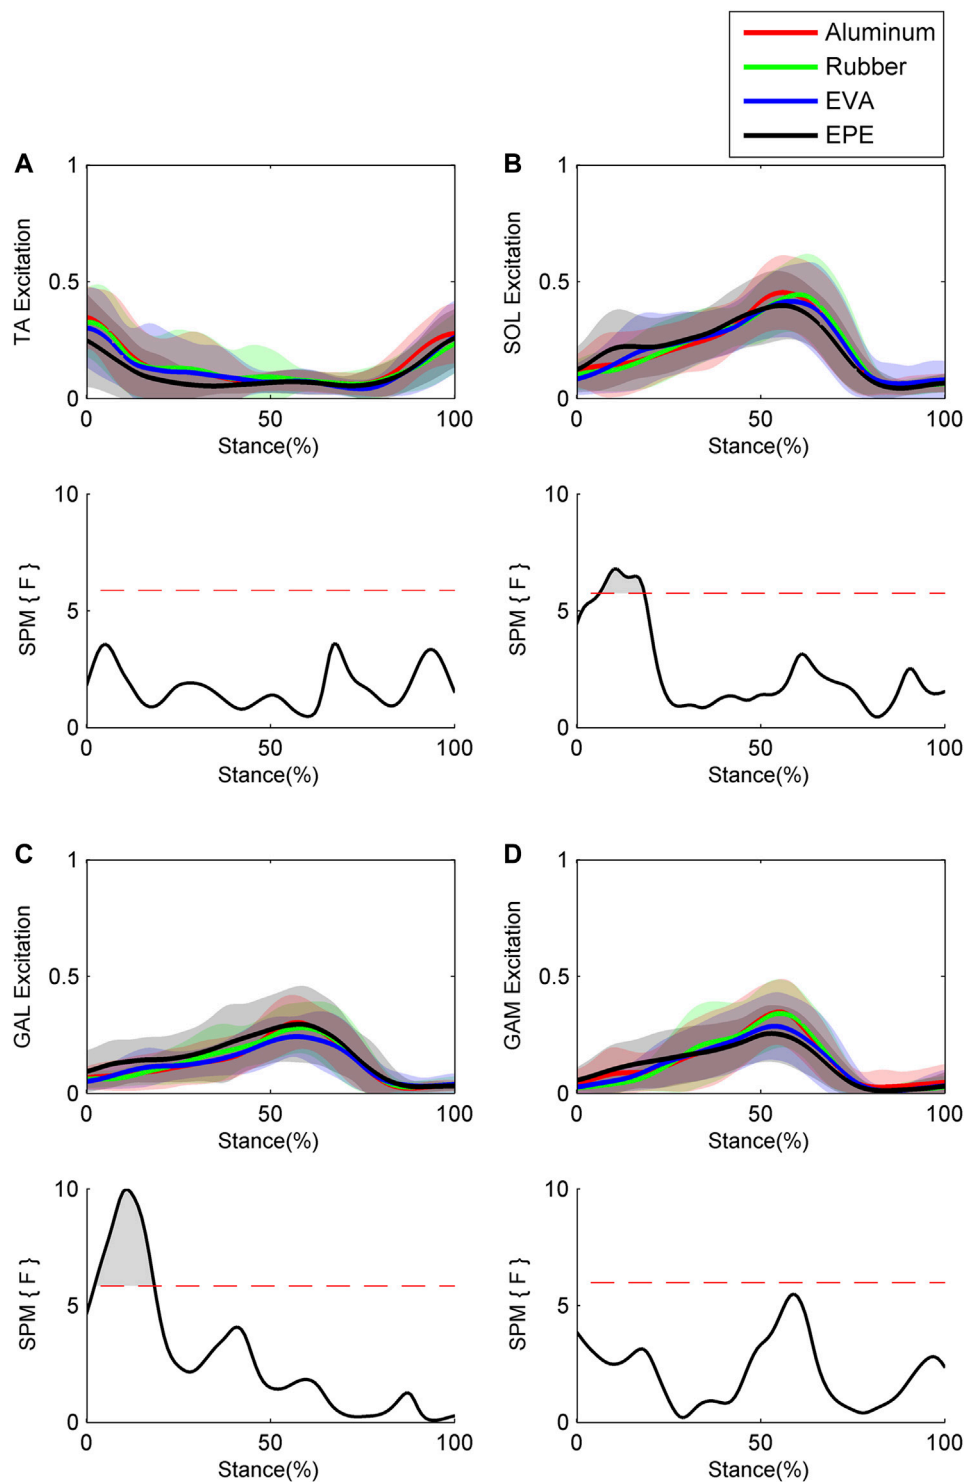 Aluminum
Rubber
EVA
EPE
A
B
1
0.5
0
TA Excitation
0 50 100
Stance(%)
1
0.5
0
SOL Excitation
0 50 100
Stance(%)
10
5
0
SPM { F }
0 50 100
Stance(%)
10
5
0
SPM { F }
0 50 100
Stance(%)
C
D
1
0.5
0
GAL Excitation
0 50 100
Stance(%)
1
0.5
0
GAM Excitation
0 50 100
Stance(%)
10
5
0
SPM { F }
0 50 100
Stance(%)
10
5
0
SPM { F }
0 50 100
Stance(%)